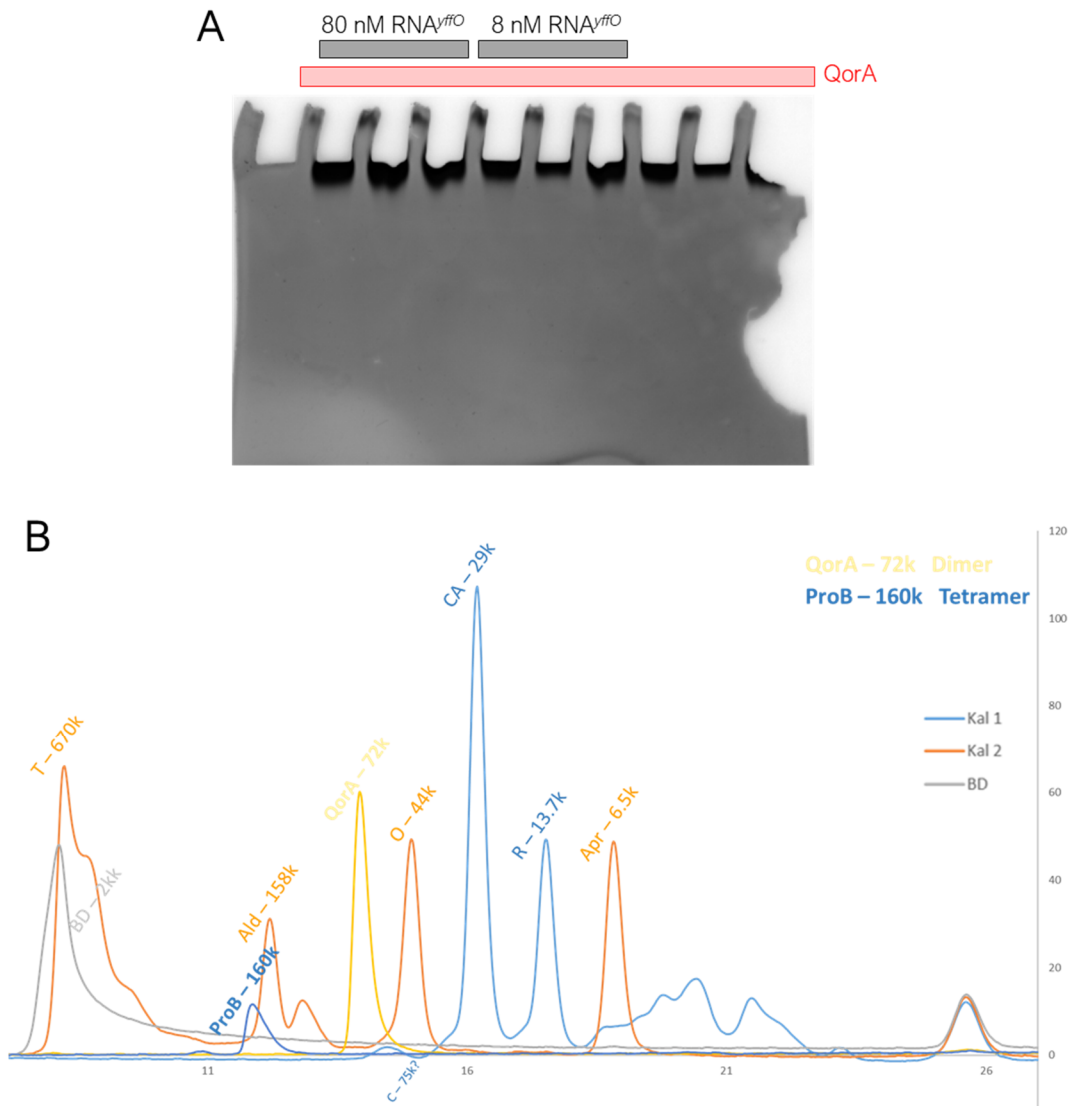 A
80 nM RNAyffO
8 nM RNAyffO
QorA
B
120
CA – 29k
QorA – 72k Dimer
ProB – 160k Tetramer
100
T – 670k
Kal 1
80
Kal 2
BD
QorA – 72k
O – 44k
R – 13.7k
Apr – 6.5k
60
BD – 2kk
Ald – 158k
40
ProB – 160k
20
C – 75k?
0
11
16
21
26